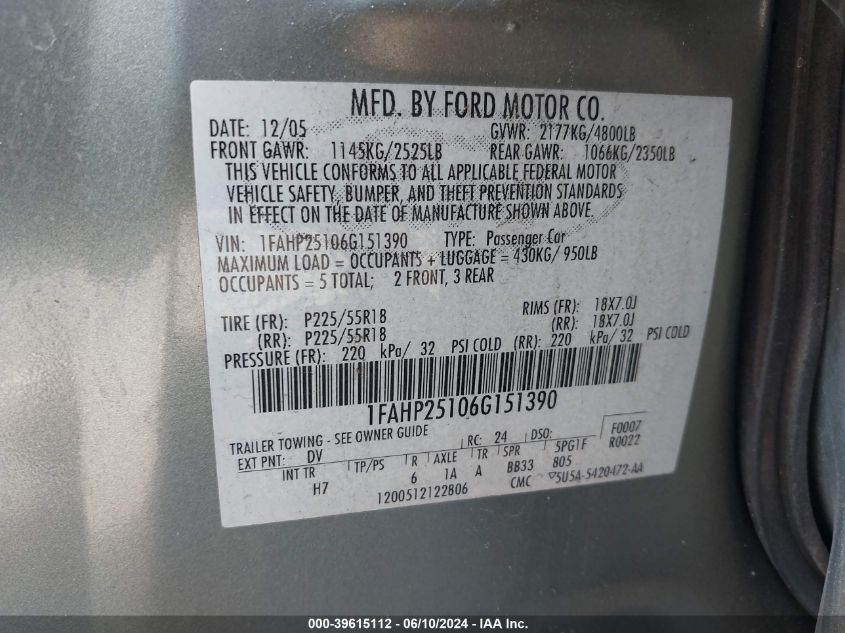 MFD. BY FORD MOTOR CO.
DATE: 12/05 GVWR: 2177KG/4800LB
FRONT GAWR: 1145KG/2525LB REAR GAWR: 1066KG/2350LB
THIS VEHICLE CONFORMS TO ALL APPLICABLE FEDERAL MOTOR
VEHICLE SAFETY, BUMPER, AND THEFT PREVENTION STANDARDS
IN EFFECT ON THE DATE OF MANUFACTURE SHOWN ABOVE.
VIN: 1FAHP25106G151390 TYPE: Passenger Car
MAXIMUM LOAD = OCCUPANTS + LUGGAGE = 430KG/ 950LB
OCCUPANTS = 5 TOTAL; 2 FRONT, 3 REAR
TIRE (FR): P225/55R18 RIMS (FR): 18X7.0J
(RR): P225/55R18 (RR): 18X7.0J
PRESSURE (FR): 220 kPa/ 32 PSI COLD (RR): 220 kPa/ 32 PSI COLD
1FAHP25106G151390
TRAILER TOWING - SEE OWNER GUIDE
EXT PNT: DV RC: 24 DSO: F0007
R0022
INT TR TP/PS R AXLE TR SPR 5PG1F
H7 6 1A A BB33 805
1200512122806 CMC ▽5U5A-5420472-AA
000-39615112 - 06/10/2024 - IAA Inc.